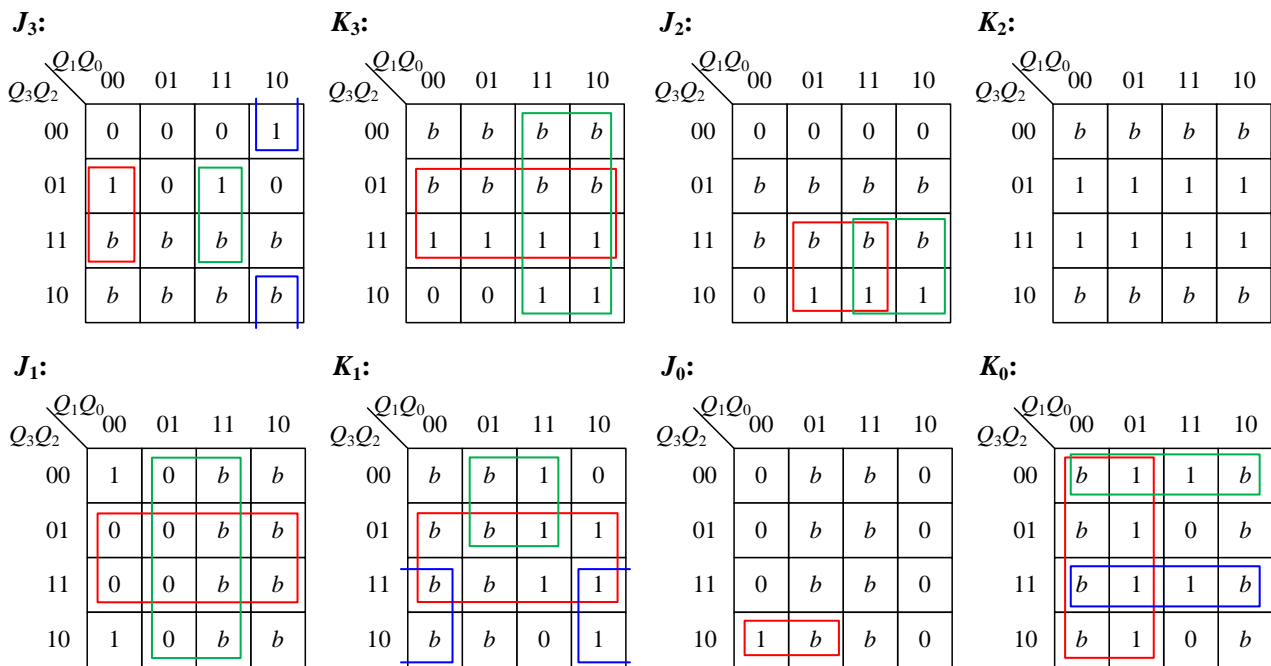 J3: K3: J2: K2:
Q1Q0 Q1Q0 Q1Q0 Q1Q0
00 01 11 10 00 01 11 10 00 01 11 10 00 01 11 10
Q3Q2 Q3Q2 Q3Q2 Q3Q2
00 0 0 0 1 00 b b b b 00 0 0 0 0 00 b b b b
01 1 0 1 0 01 b b b b 01 b b b b 01 1 1 1 1
11 b b b b 11 1 1 1 1 11 b b b b 11 1 1 1 1
10 b b b b 10 0 0 1 1 10 0 1 1 1 10 b b b b
J1: K1: J0: K0:
Q1Q0 Q1Q0 Q1Q0 Q1Q0
00 01 11 10 00 01 11 10 00 01 11 10 00 01 11 10
Q3Q2 Q3Q2 Q3Q2 Q3Q2
00 1 0 b b 00 b b 1 0 00 0 b b 0 00 b 1 1 b
01 0 0 b b 01 b b 1 1 01 0 b b 0 01 b 1 0 b
11 0 0 b b 11 b b 1 1 11 0 b b 0 11 b 1 1 b
10 1 0 b b 10 b b 0 1 10 1 b b 0 10 b 1 0 b